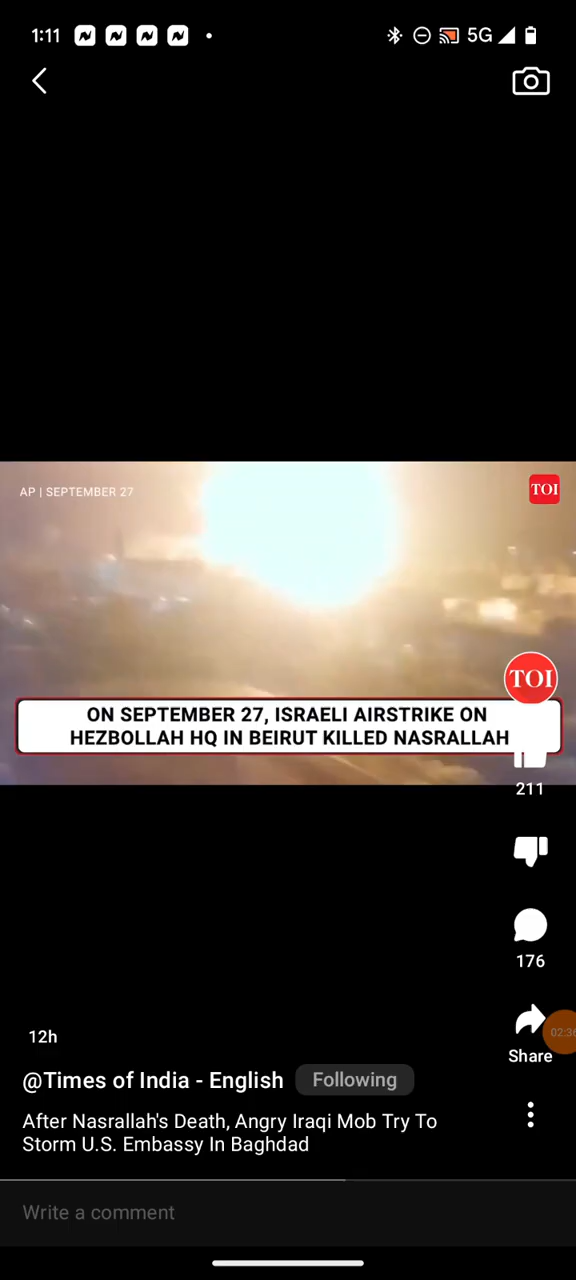 1:11
5G
AP | SEPTEMBER 27
TOI
TOI
ON SEPTEMBER 27, ISRAELI AIRSTRIKE ON
HEZBOLLAH HQ IN BEIRUT KILLED NASRALLAH
211
176
12h
02:36
Share
@Times of India - English
Following
After Nasrallah's Death, Angry Iraqi Mob Try To
Storm U.S. Embassy In Baghdad
Write a comment